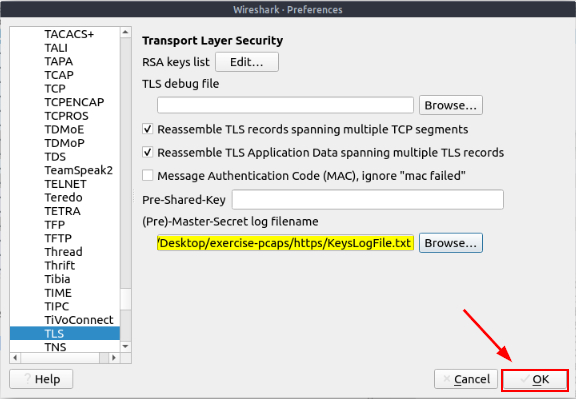 Wireshark · Preferences
TACACS+
TALI
TAPA
TCAP
TCP
TCPENCAP
TCPROS
TDMoE
TDMoP
TDS
TeamSpeak2
TELNET
Teredo
TETRA
TFP
TFTP
Thread
Thrift
Tibia
TIME
TIPC
TiVoConnect
TLS
TNS
Transport Layer Security
RSA keys list Edit…
TLS debug file
Browse…
Reassemble TLS records spanning multiple TCP segments
Reassemble TLS Application Data spanning multiple TLS records
Message Authentication Code (MAC), ignore "mac failed"
Pre-Shared-Key
(Pre)-Master-Secret log filename
/Desktop/exercise-pcaps/https/KeysLogFile.txt Browse…
? Help
Cancel
OK